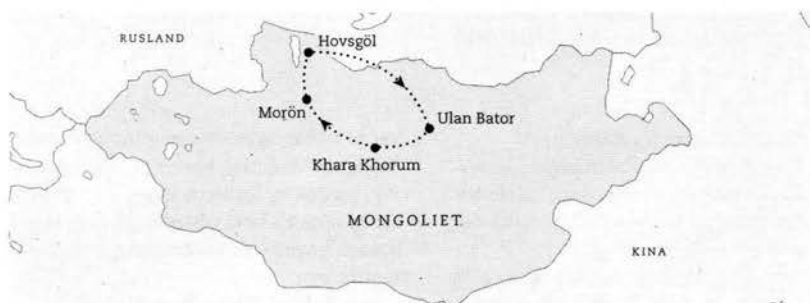 RUSLAND
Hovsgöl
Morön
Ulan Bator
Khara Khorum
MONGOLIET
KINA